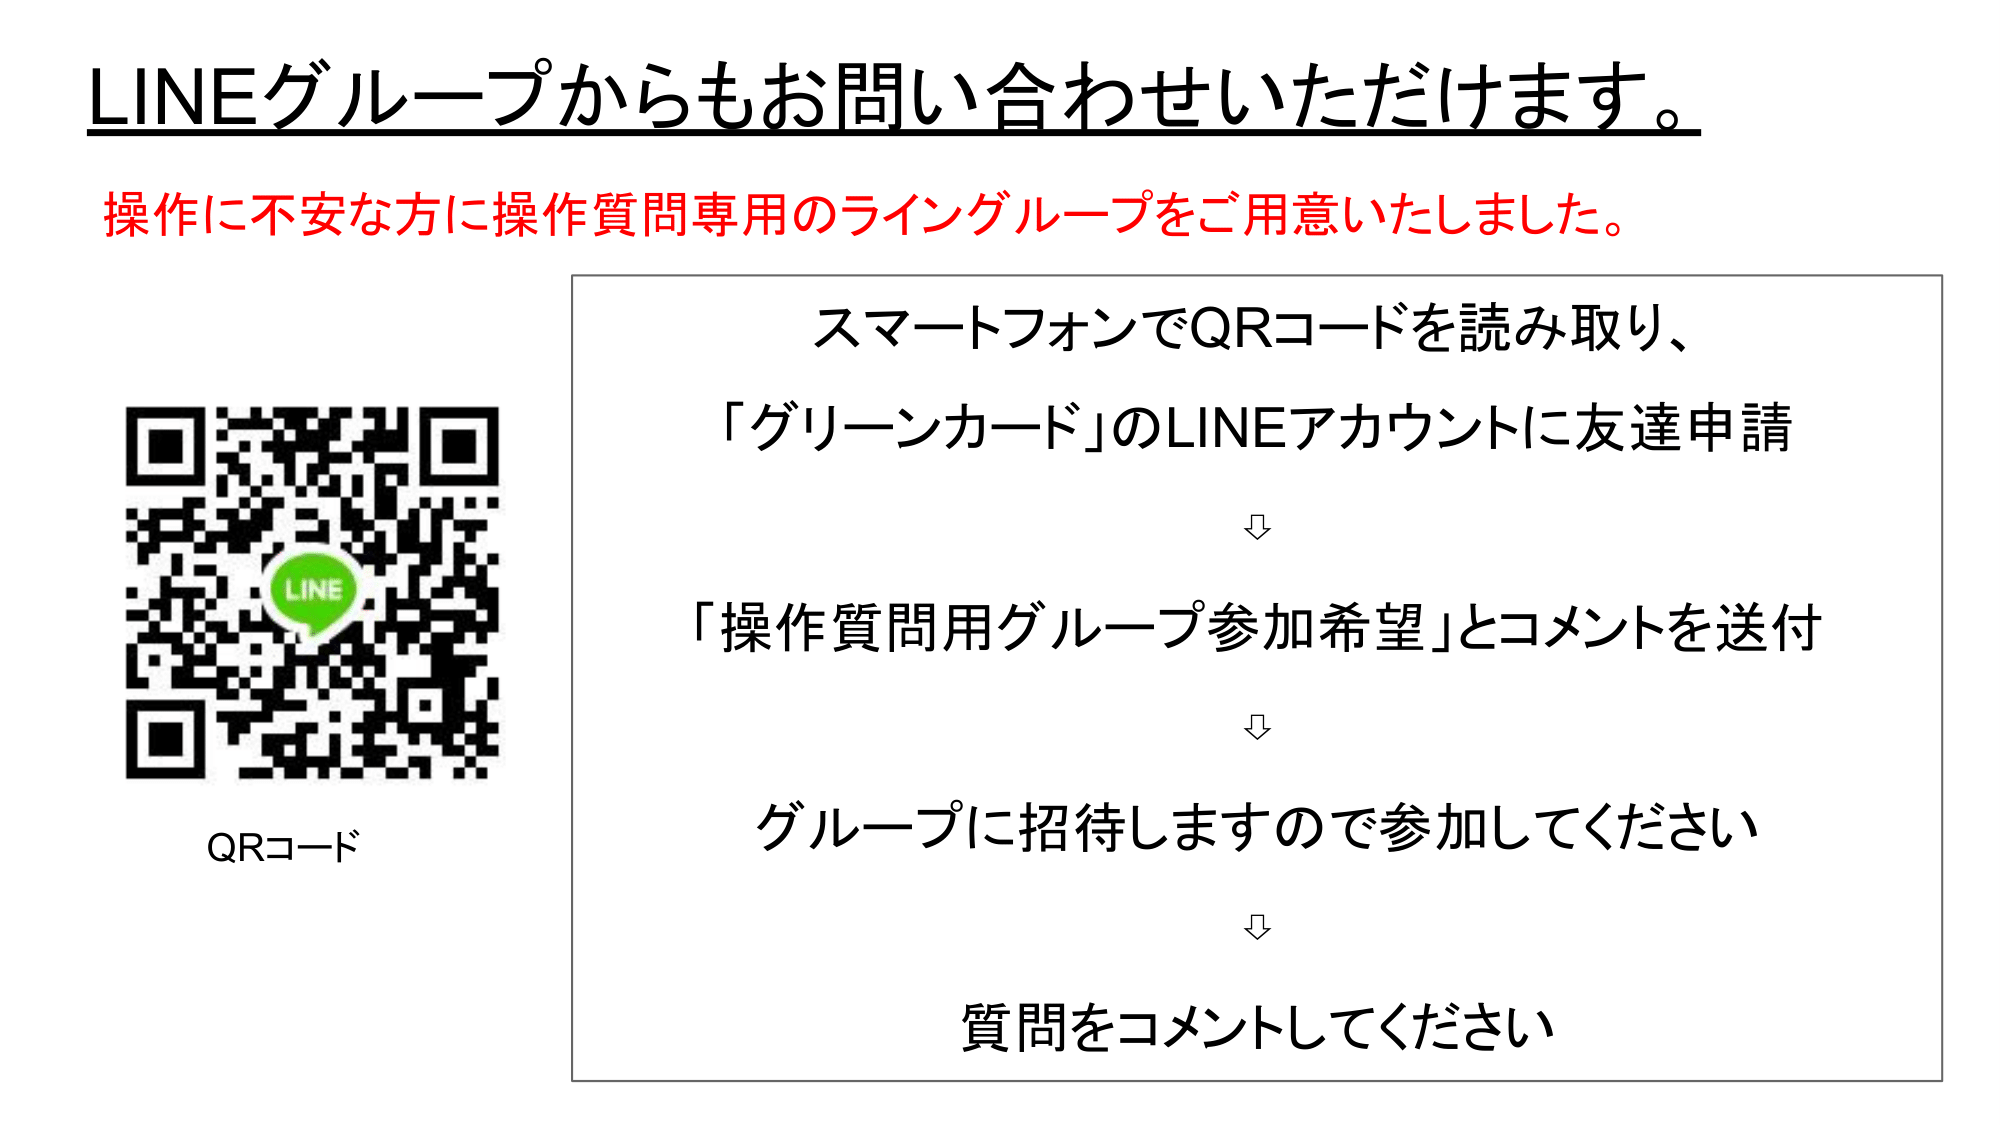 LINEグループからもお問い合わせいただけます。
操作に不安な方に操作質問専用のライングループをご用意いたしました。
スマートフォンでQRコードを読み取り、
「グリーンカード」のLINEアカウントに友達申請
⇩
「操作質問用グループ参加希望」とコメントを送付
⇩
グループに招待しますので参加してください
⇩
質問をコメントしてください
LINE
QRコード